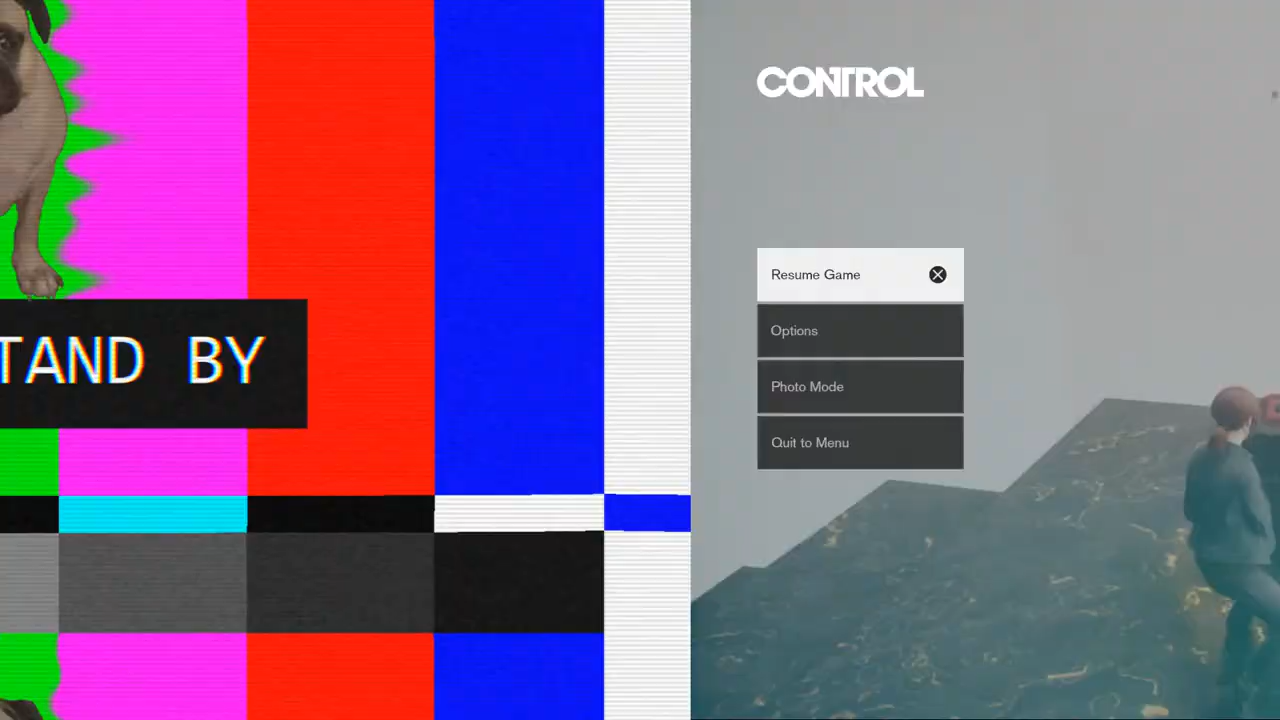 TAND BY
CONTROL
Resume Game
Options
Photo Mode
Quit to Menu